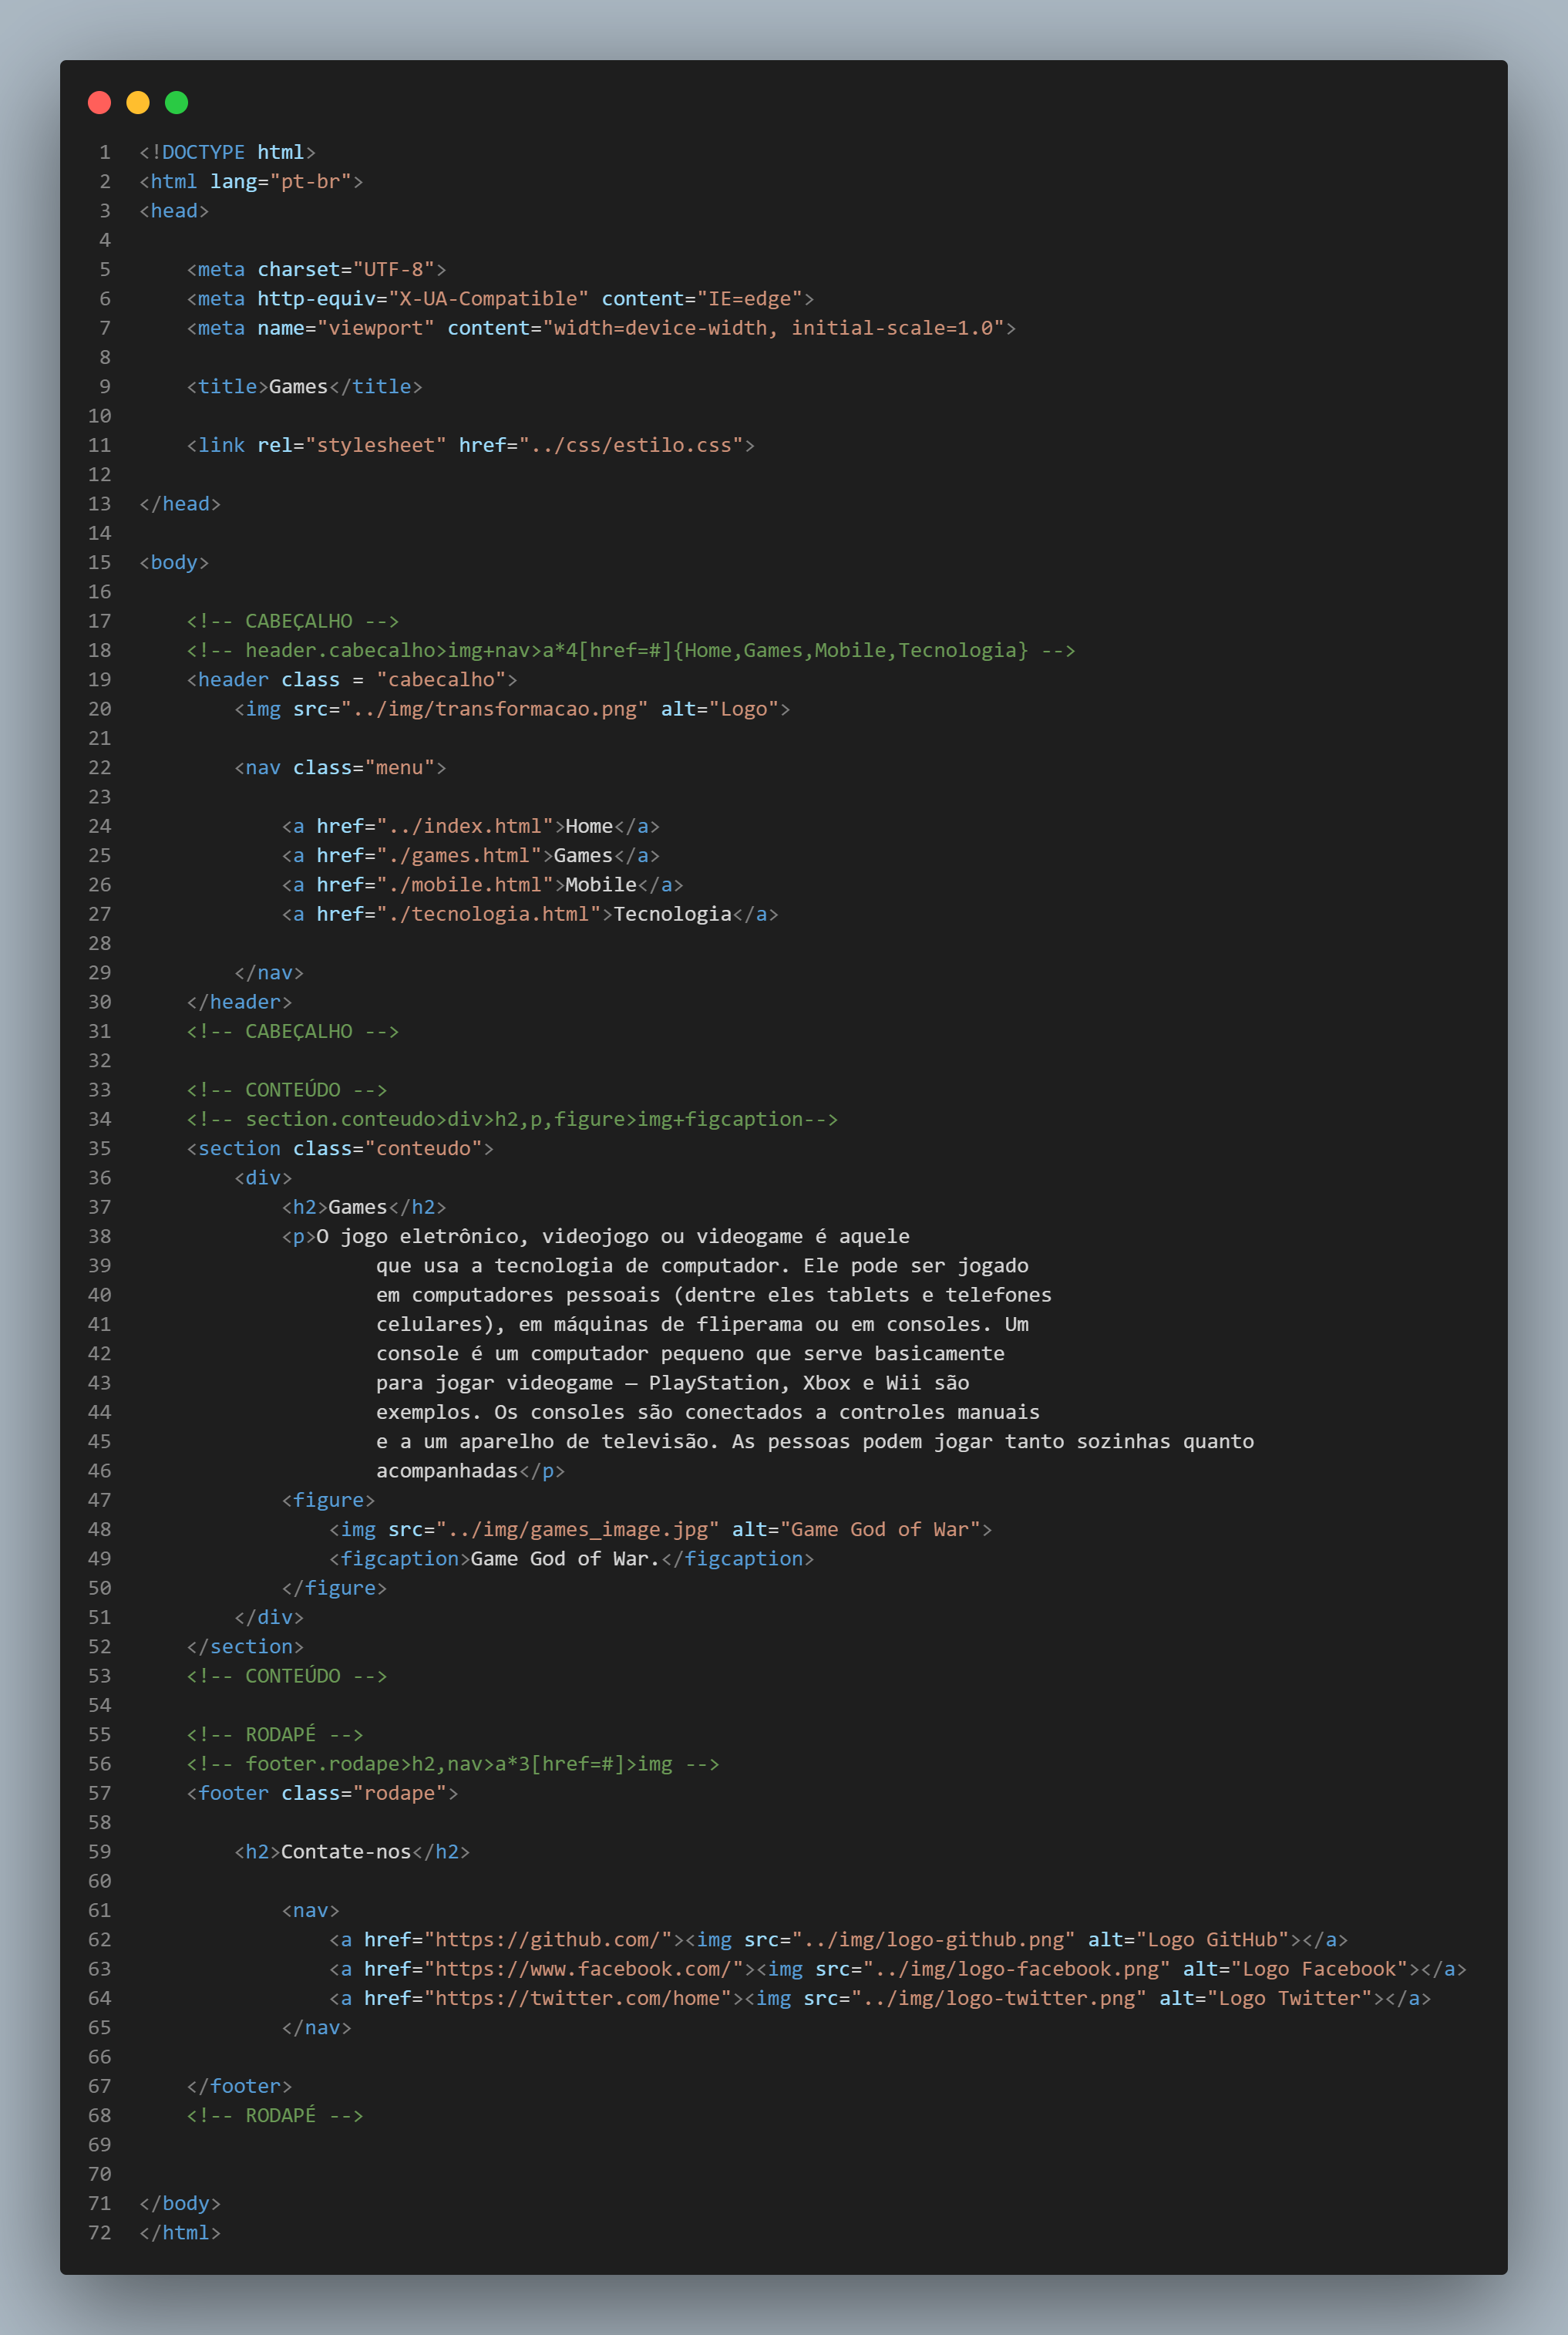 1 <!DOCTYPE html>
2 <html lang="pt-br">
3 <head>
4
5     <meta charset="UTF-8">
6     <meta http-equiv="X-UA-Compatible" content="IE=edge">
7     <meta name="viewport" content="width=device-width, initial-scale=1.0">
8
9     <title>Games</title>
10
11     <link rel="stylesheet" href="../css/estilo.css">
12
13 </head>
14
15 <body>
16
17     <!-- CABEÇALHO -->
18     <!-- header.cabecalho>img+nav>a*4[href=#]{Home,Games,Mobile,Tecnologia} -->
19     <header class = "cabecalho">
20         <img src="../img/transformacao.png" alt="Logo">
21
22         <nav class="menu">
23
24             <a href="../index.html">Home</a>
25             <a href="./games.html">Games</a>
26             <a href="./mobile.html">Mobile</a>
27             <a href="./tecnologia.html">Tecnologia</a>
28
29         </nav>
30     </header>
31     <!-- CABEÇALHO -->
32
33     <!-- CONTEÚDO -->
34     <!-- section.conteudo>div>h2,p,figure>img+figcaption-->
35     <section class="conteudo">
36         <div>
37             <h2>Games</h2>
38             <p>O jogo eletrônico, videojogo ou videogame é aquele
39                     que usa a tecnologia de computador. Ele pode ser jogado
40                     em computadores pessoais (dentre eles tablets e telefones
41                     celulares), em máquinas de fliperama ou em consoles. Um
42                     console é um computador pequeno que serve basicamente
43                     para jogar videogame — PlayStation, Xbox e Wii são
44                     exemplos. Os consoles são conectados a controles manuais
45                     e a um aparelho de televisão. As pessoas podem jogar tanto sozinhas quanto
46                     acompanhadas</p>
47             <figure>
48                 <img src="../img/games_image.jpg" alt="Game God of War">
49                 <figcaption>Game God of War.</figcaption>
50             </figure>
51         </div>
52     </section>
53     <!-- CONTEÚDO -->
54
55     <!-- RODAPÉ -->
56     <!-- footer.rodape>h2,nav>a*3[href=#]>img -->
57     <footer class="rodape">
58
59         <h2>Contate-nos</h2>
60
61             <nav>
62                 <a href="https://github.com/"><img src="../img/logo-github.png" alt="Logo GitHub"></a>
63                 <a href="https://www.facebook.com/"><img src="../img/logo-facebook.png" alt="Logo Facebook"></a>
64                 <a href="https://twitter.com/home"><img src="../img/logo-twitter.png" alt="Logo Twitter"></a>
65             </nav>
66
67     </footer>
68     <!-- RODAPÉ -->
69
70
71 </body>
72 </html>